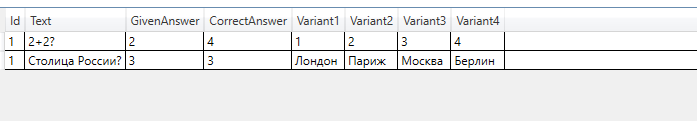 Id Text GivenAnswer CorrectAnswer Variant1 Variant2 Variant3 Variant4
1 2+2? 2 4 1 2 3 4
1 Столица России? 3 3 Лондон Париж Москва Берлин